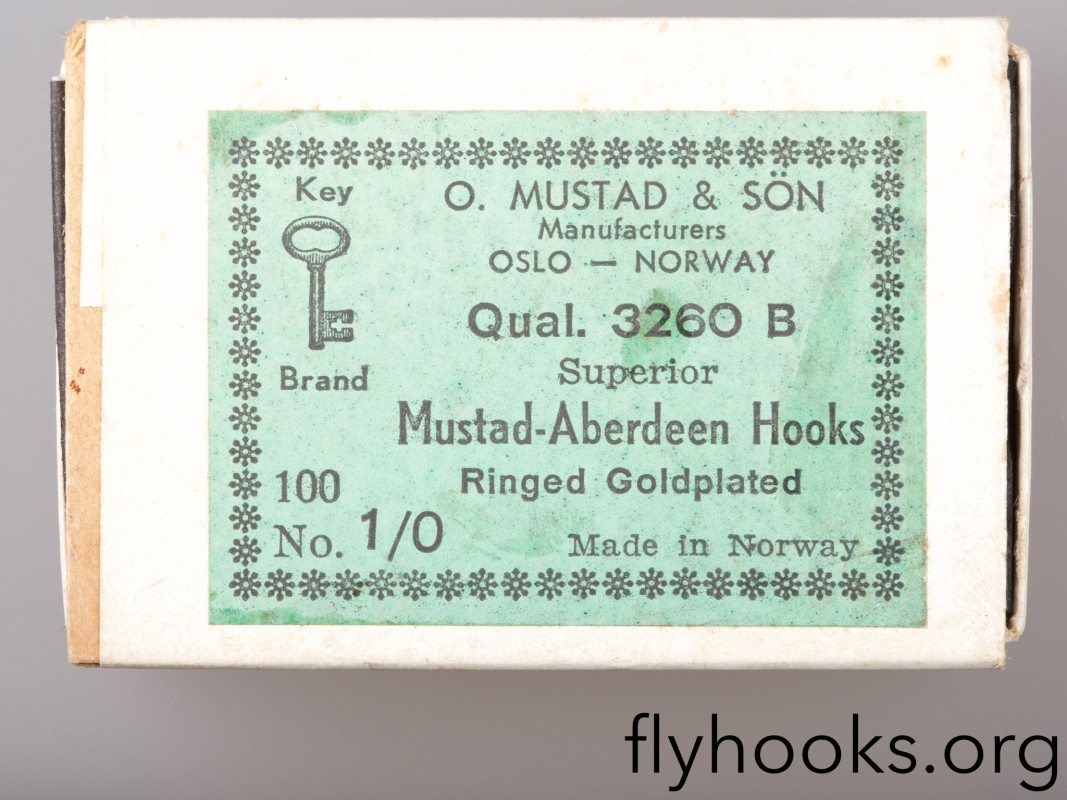 Key
Brand
O. MUSTAD & SÖN
Manufacturers
OSLO — NORWAY
Qual. 3260 B
Superior
Mustad-Aberdeen Hooks
Ringed Goldplated
100
No. 1/0
Made in Norway
flyhooks.org